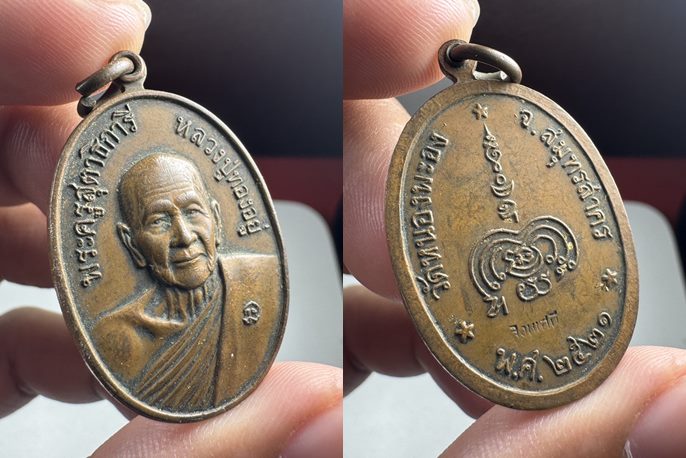 พระครูสุตาธิการี
หลวงปู่ทองอยู่
วัดหนองพะอง
จ. สมุทรสาคร
พ.ศ. ๒๕๒๑